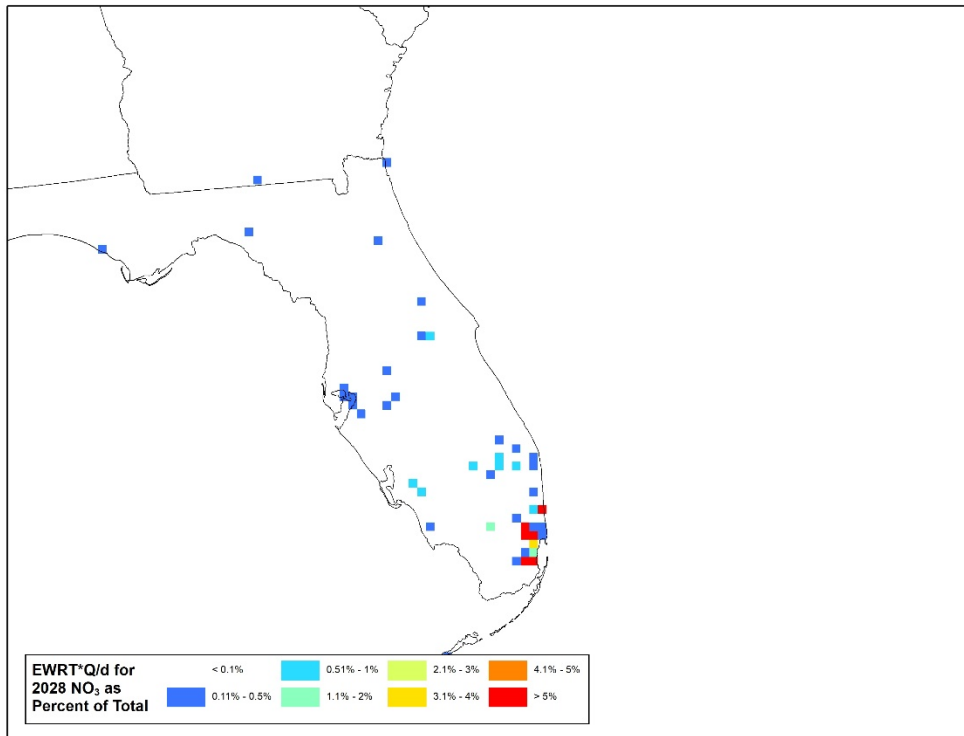 EWRT*Q/d for
2028 NO₃ as
Percent of Total
< 0.1%
0.51% - 1%
2.1% - 3%
4.1% - 5%
0.11% - 0.5%
1.1% - 2%
3.1% - 4%
> 5%